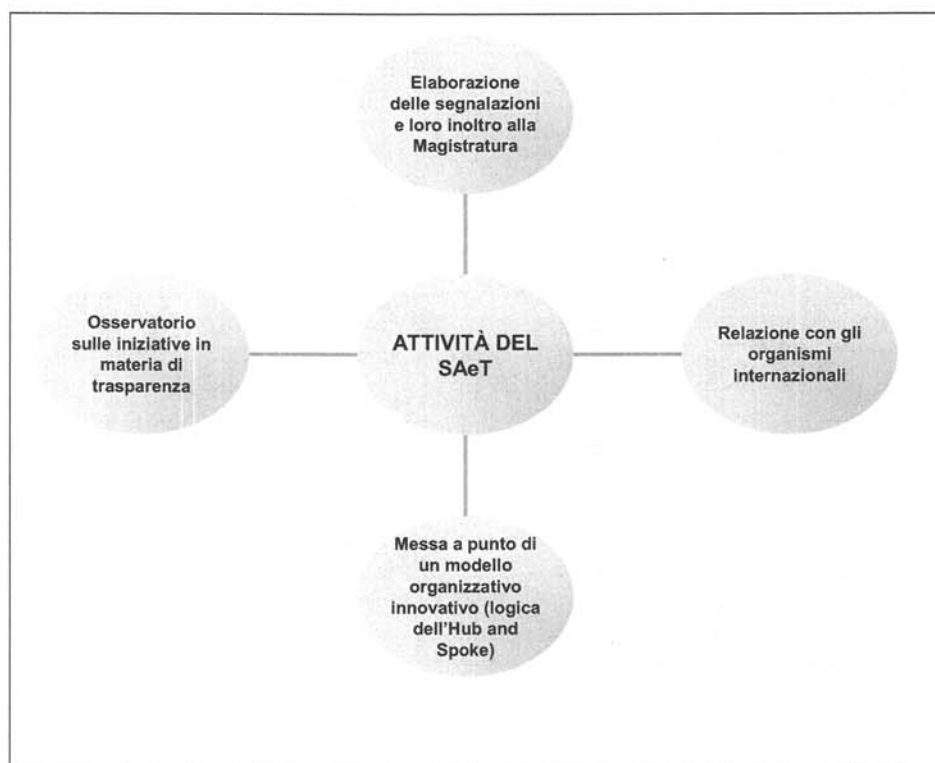 Elaborazione
delle segnalazioni
e loro inoltro alla
Magistratura
Osservatorio
sulle iniziative in
materia di
trasparenza
ATTIVITÀ DEL
SAeT
Relazione con gli
organismi
internazionali
Messa a punto di
un modello
organizzativo
innovativo (logica
dell'Hub and
Spoke)